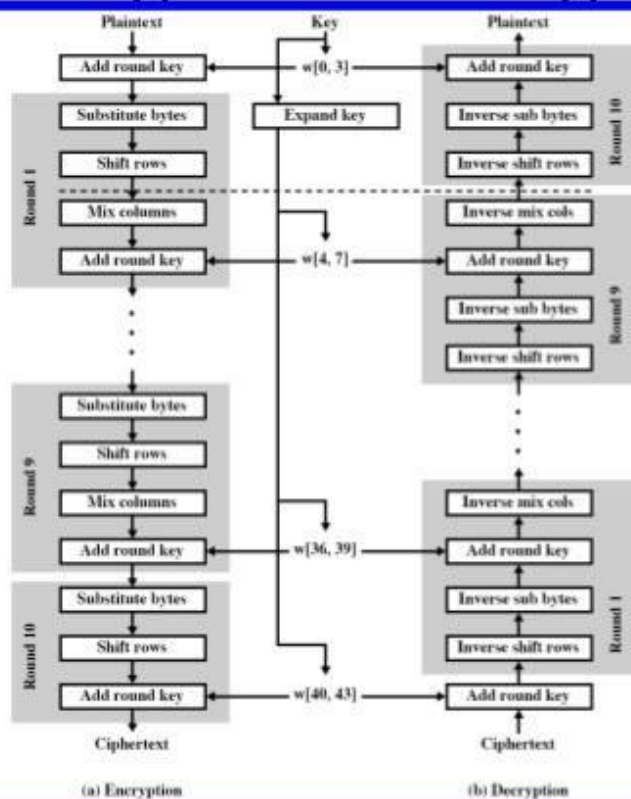 Plaintext
Key
Plaintext
Add round key
w[0, 3]
Add round key
Substitute bytes
Expand key
Inverse sub bytes
Shift rows
Inverse shift rows
Round 1
Round 10
Mix columns
Inverse mix cols
Add round key
w[4, 7]
Add round key
Inverse sub bytes
Round 9
Inverse shift rows
Substitute bytes
Shift rows
Round 9
Mix columns
Inverse mix cols
Add round key
w[36, 39]
Add round key
Substitute bytes
Inverse sub bytes
Round 1
Shift rows
Inverse shift rows
Round 10
Add round key
w[40, 43]
Add round key
Ciphertext
Ciphertext
(a) Encryption
(b) Decryption